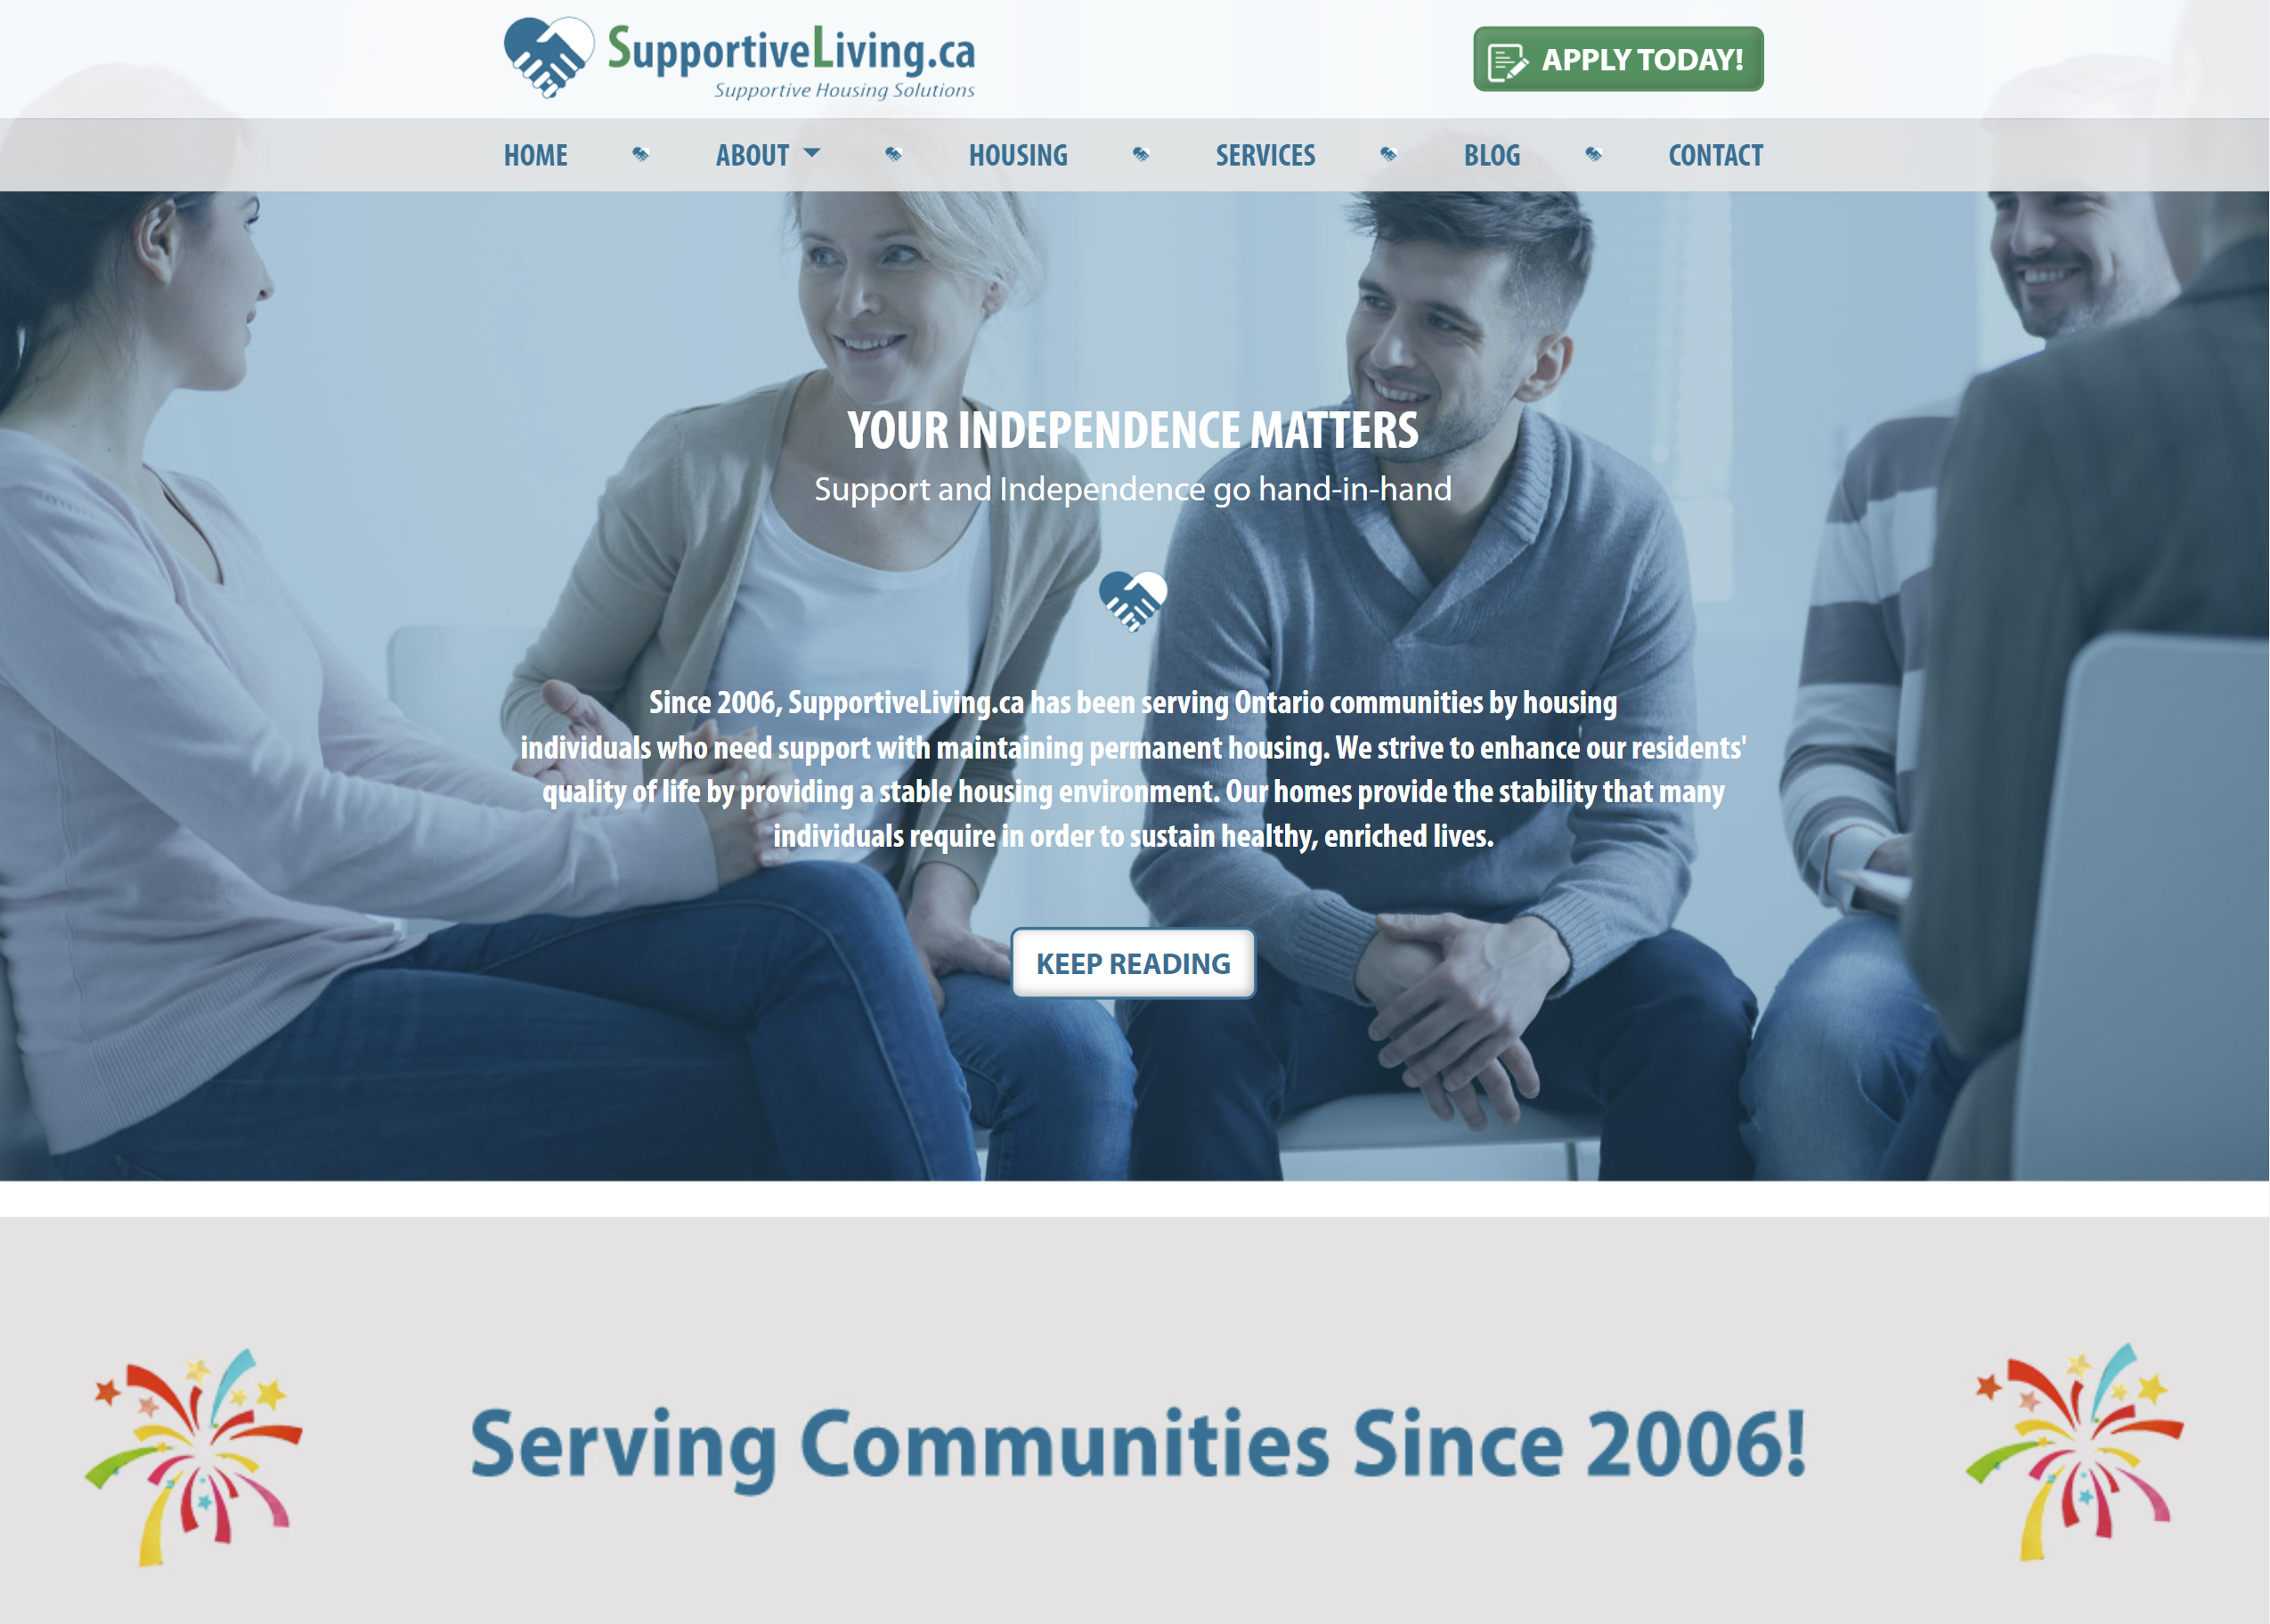 SupportiveLiving.ca
Supportive Housing Solutions
APPLY TODAY!
HOME ABOUT HOUSING SERVICES BLOG CONTACT
YOUR INDEPENDENCE MATTERS
Support and Independence go hand-in-hand
Since 2006, SupportiveLiving.ca has been serving Ontario communities by housing
individuals who need support with maintaining permanent housing. We strive to enhance our residents'
quality of life by providing a stable housing environment. Our homes provide the stability that many
individuals require in order to sustain healthy, enriched lives.
KEEP READING
Serving Communities Since 2006!